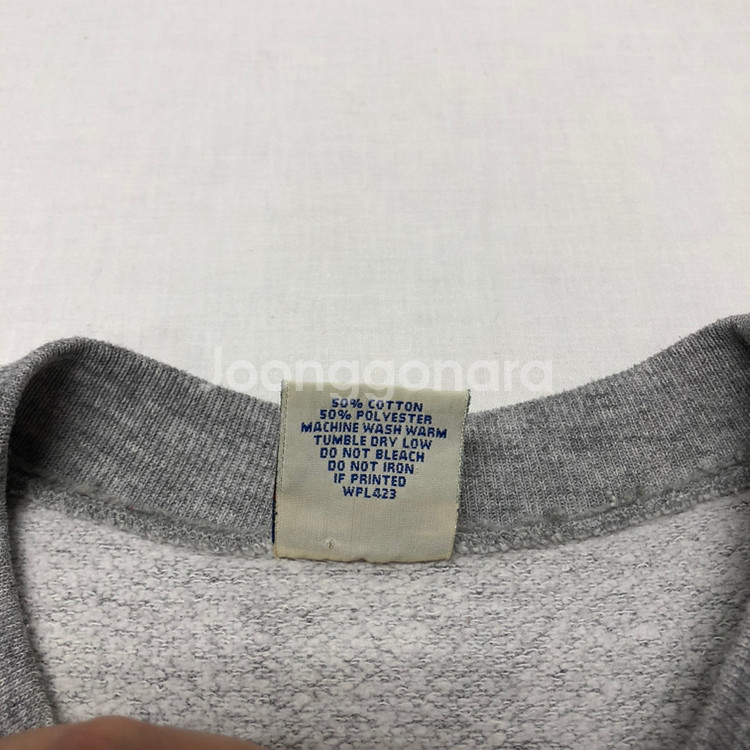 Joonggonara
50% COTTON
50% POLYESTER
MACHINE WASH WARM
TUMBLE DRY LOW
DO NOT BLEACH
DO NOT IRON
IF PRINTED
WPL423